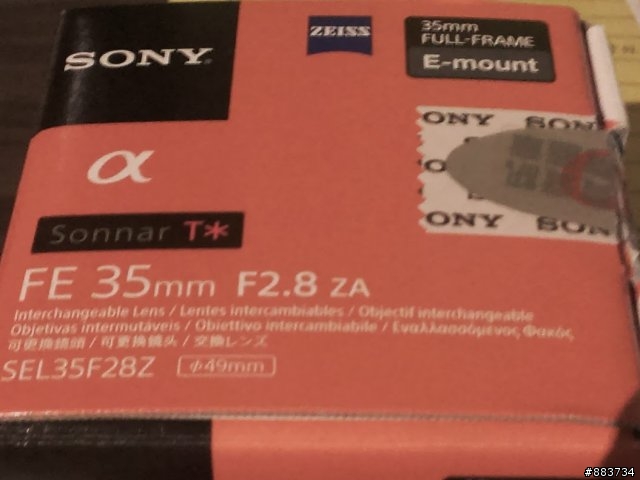 SONY
ZEISS
35mm
FULL-FRAME
E-mount
α
ONY SON
ONY SON
Sonnar T*
FE 35mm F2.8 ZA
Interchangeable Lens / Lentes intercambiables / Objectif interchangeable
Objetivas intermutáveis / Obiettivo intercambiabile / Εναλλασσόμενος Φακός
可更換鏡頭 / 可更换镜头 / 交換レンズ
SEL35F28Z ϕ49mm
#883734